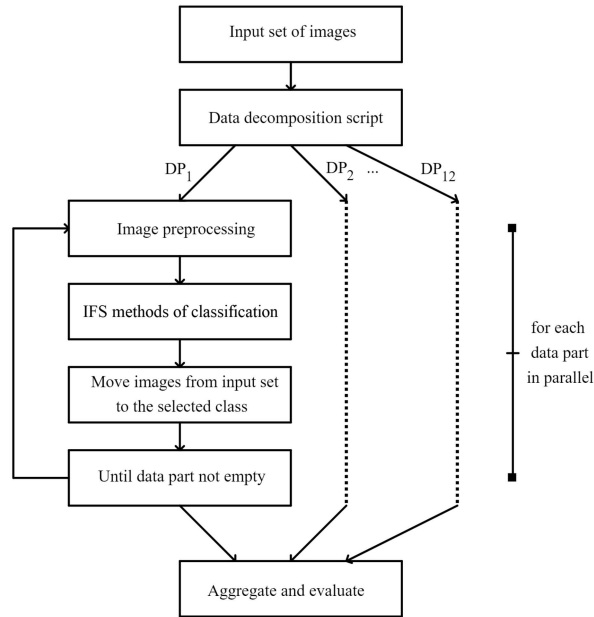 Input set of images
Data decomposition script
DP1
DP2 ... DP12
Image preprocessing
IFS methods of classification
Move images from input set
to the selected class
Until data part not empty
for each
data part
in parallel
Aggregate and evaluate